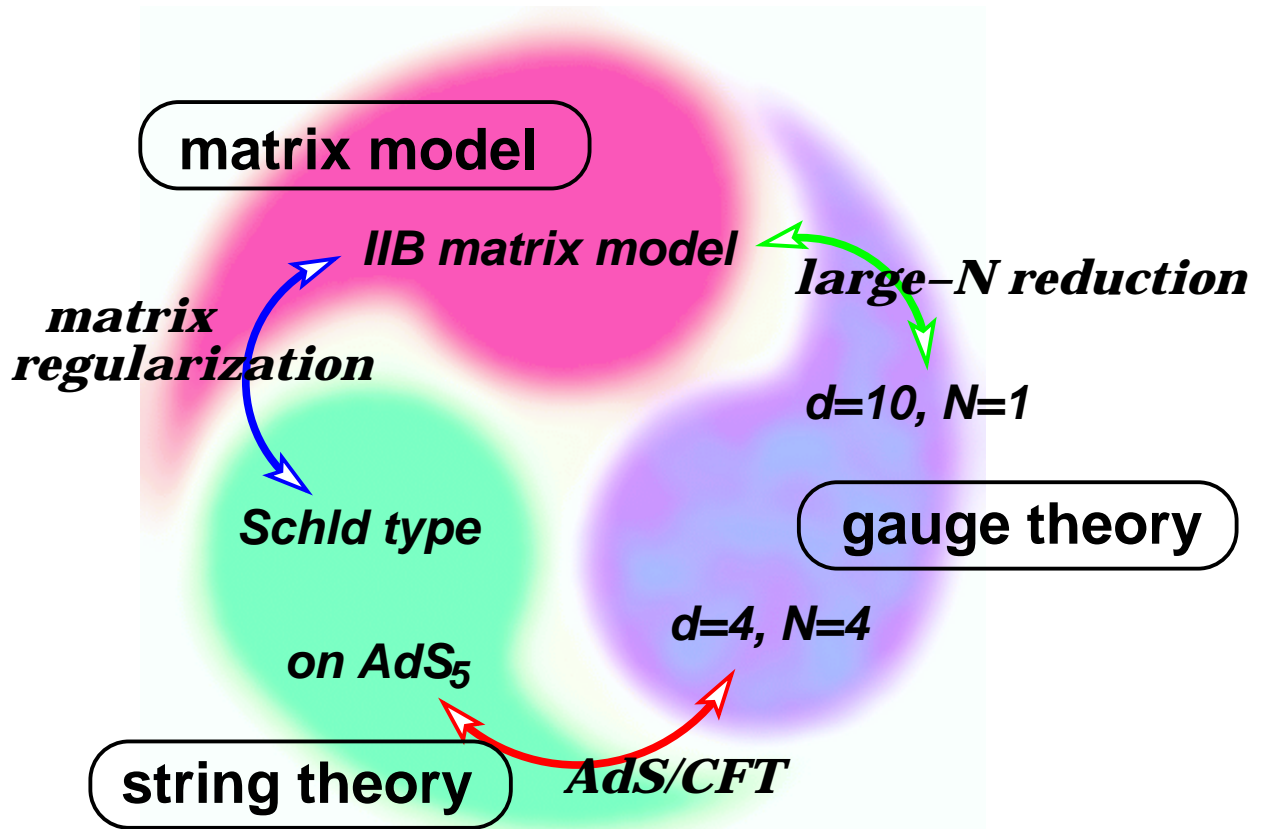 matrix model
IIB matrix model
large–N reduction
matrix
regularization
d=10, N=1
gauge theory
Schld type
d=4, N=4
on AdS5
AdS/CFT
string theory